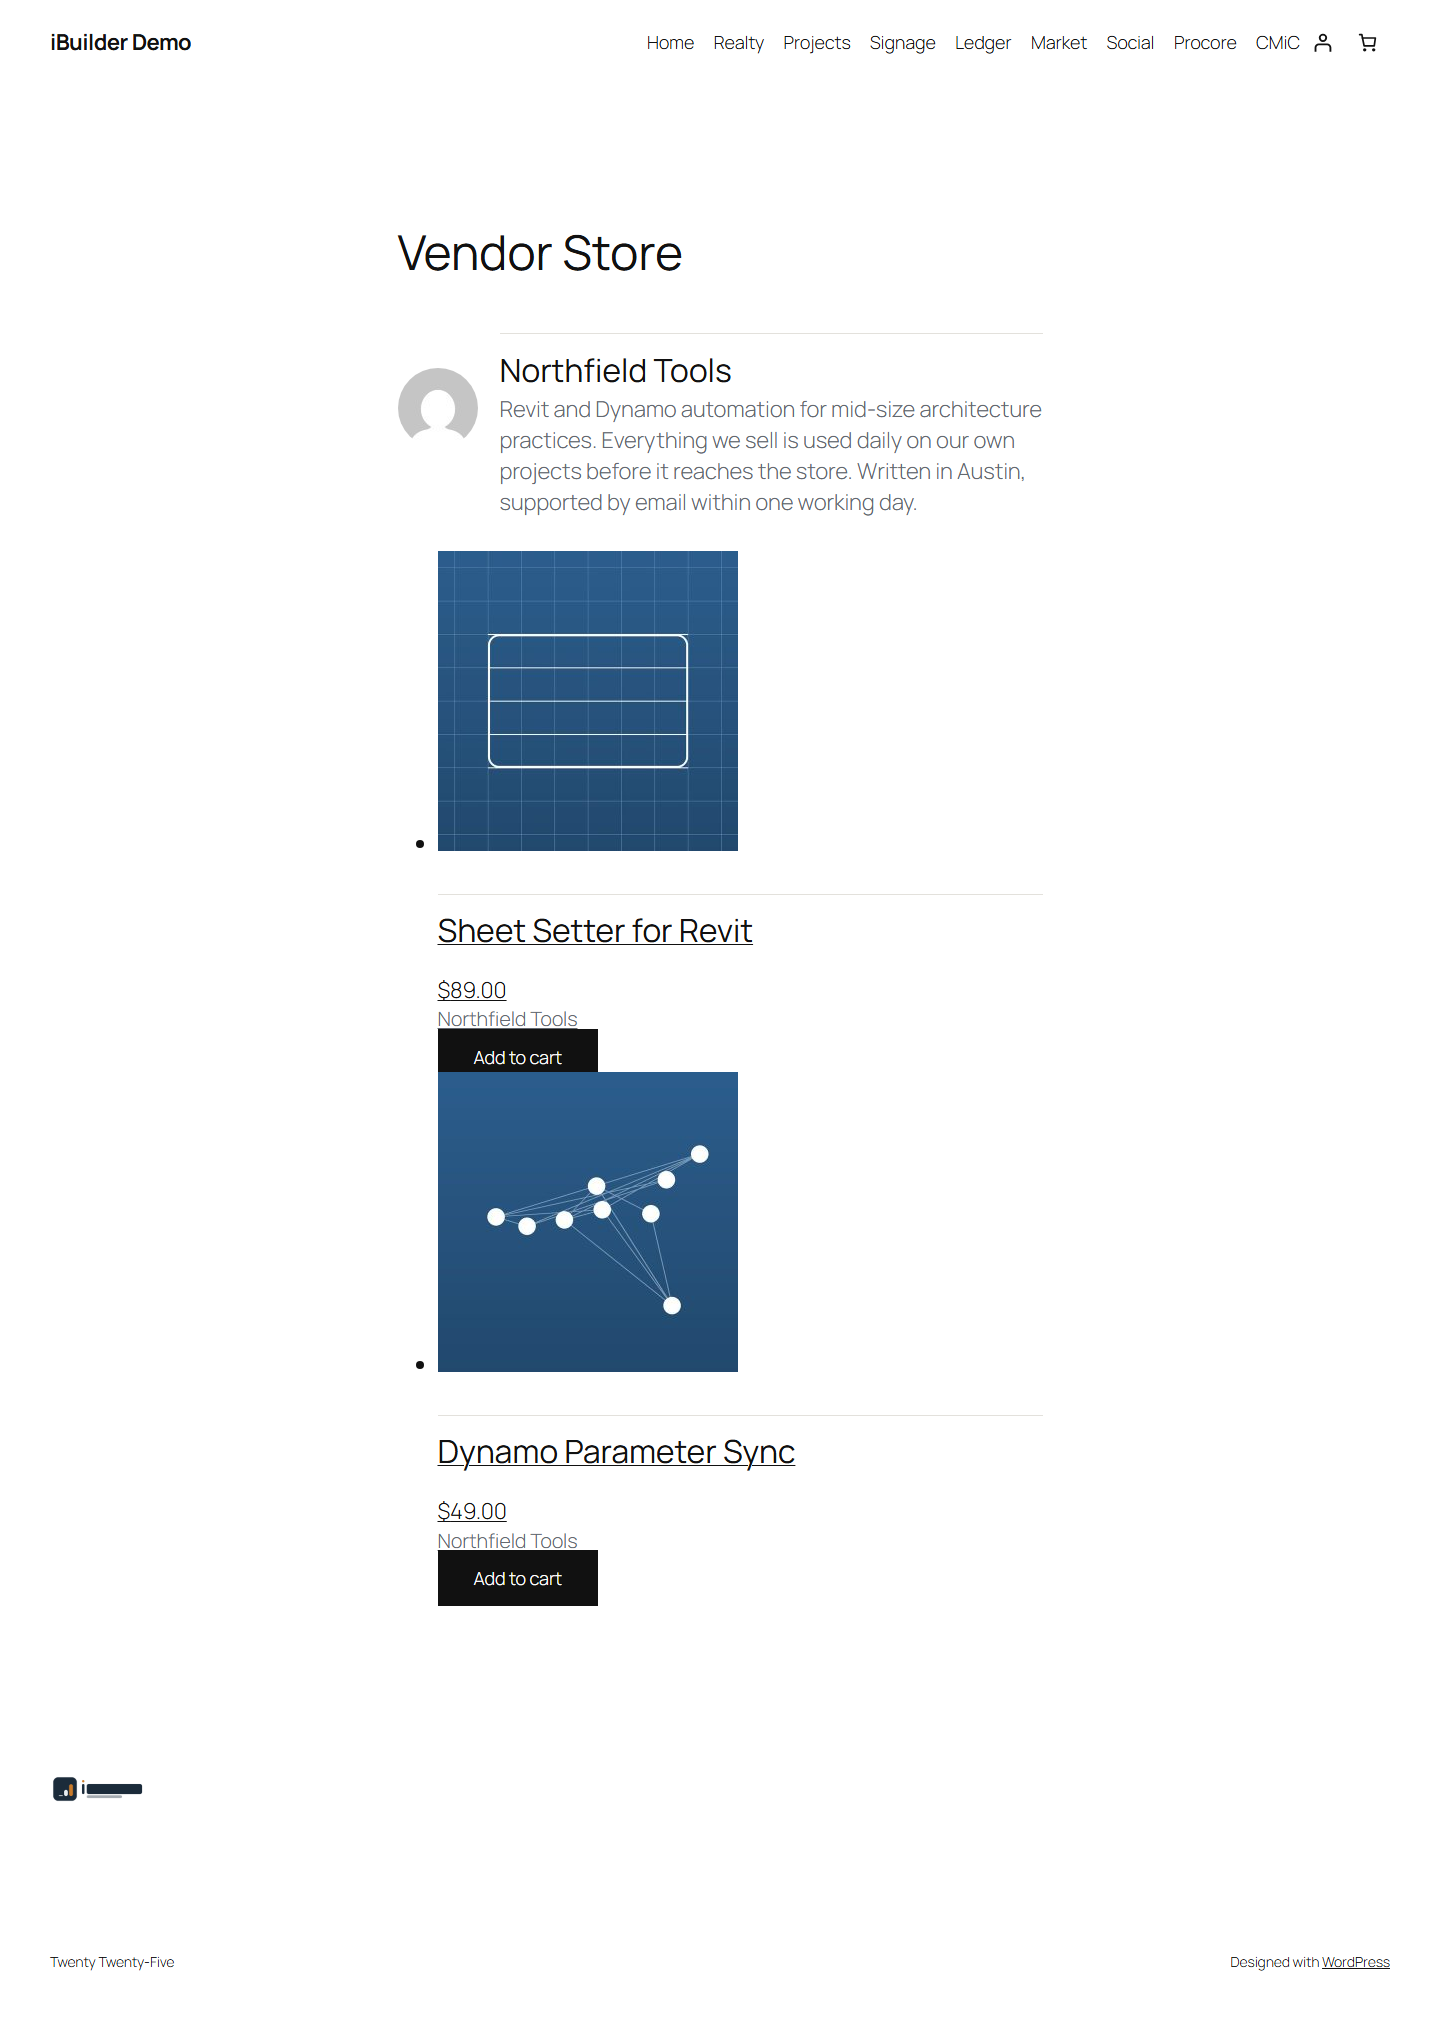 iBuilder Demo
Home Realty Projects Signage Ledger Market Social Procore CMiC
Vendor Store
Northfield Tools
Revit and Dynamo automation for mid-size architecture
practices. Everything we sell is used daily on our own
projects before it reaches the store. Written in Austin,
supported by email within one working day.
Sheet Setter for Revit
$89.00
Northfield Tools
Add to cart
Dynamo Parameter Sync
$49.00
Northfield Tools
Add to cart
Twenty Twenty-Five
Designed with WordPress